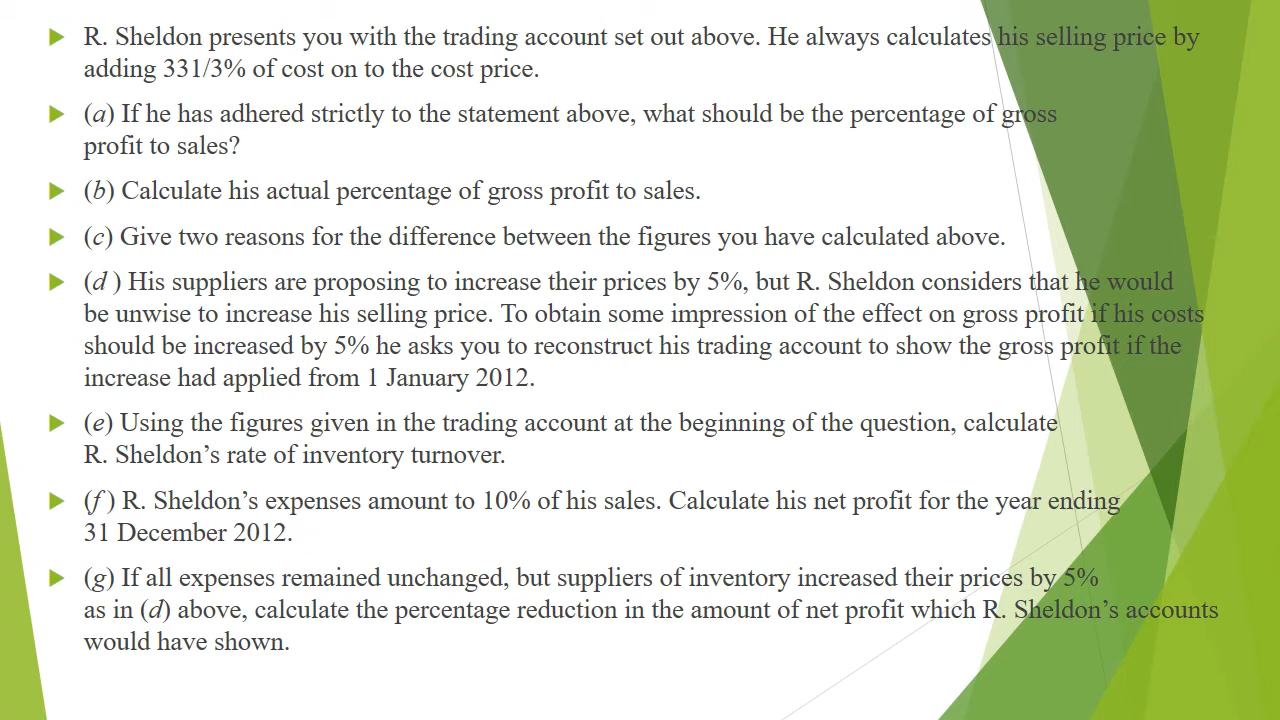 R. Sheldon presents you with the trading account set out above. He always calculates his selling price by
adding 331/3% of cost on to the cost price.
(a) If he has adhered strictly to the statement above, what should be the percentage of gross
profit to sales?
(b) Calculate his actual percentage of gross profit to sales.
(c) Give two reasons for the difference between the figures you have calculated above.
(d ) His suppliers are proposing to increase their prices by 5%, but R. Sheldon considers that he would
be unwise to increase his selling price. To obtain some impression of the effect on gross profit if his costs
should be increased by 5% he asks you to reconstruct his trading account to show the gross profit if the
increase had applied from 1 January 2012.
(e) Using the figures given in the trading account at the beginning of the question, calculate
R. Sheldon’s rate of inventory turnover.
(f ) R. Sheldon’s expenses amount to 10% of his sales. Calculate his net profit for the year ending
31 December 2012.
(g) If all expenses remained unchanged, but suppliers of inventory increased their prices by 5%
as in (d) above, calculate the percentage reduction in the amount of net profit which R. Sheldon’s accounts
would have shown.